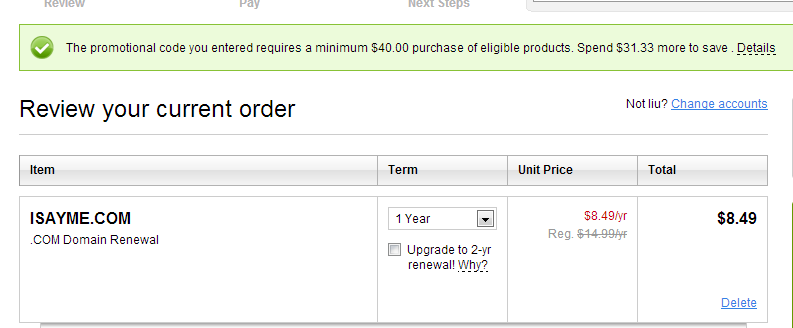 Review Pay Next Steps
The promotional code you entered requires a minimum $40.00 purchase of eligible products. Spend $31.33 more to save . Details
Review your current order
Not liu? Change accounts
Item Term Unit Price Total
ISAYME.COM 1 Year $8.49/yr $8.49
.COM Domain Renewal Reg. $14.99/yr
Upgrade to 2-yr
renewal! Why?
Delete